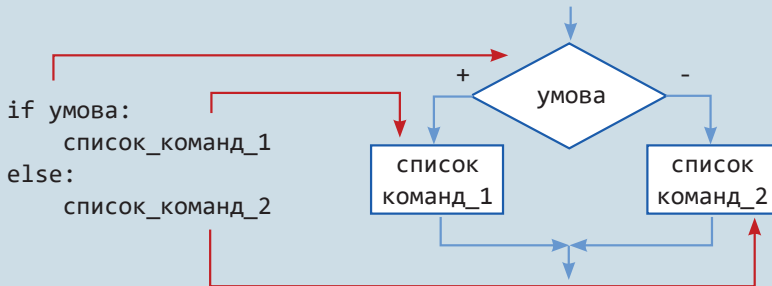 if умова:
    список_команд_1
else:
    список_команд_2
+
умова
-
список
команд_1
список
команд_2